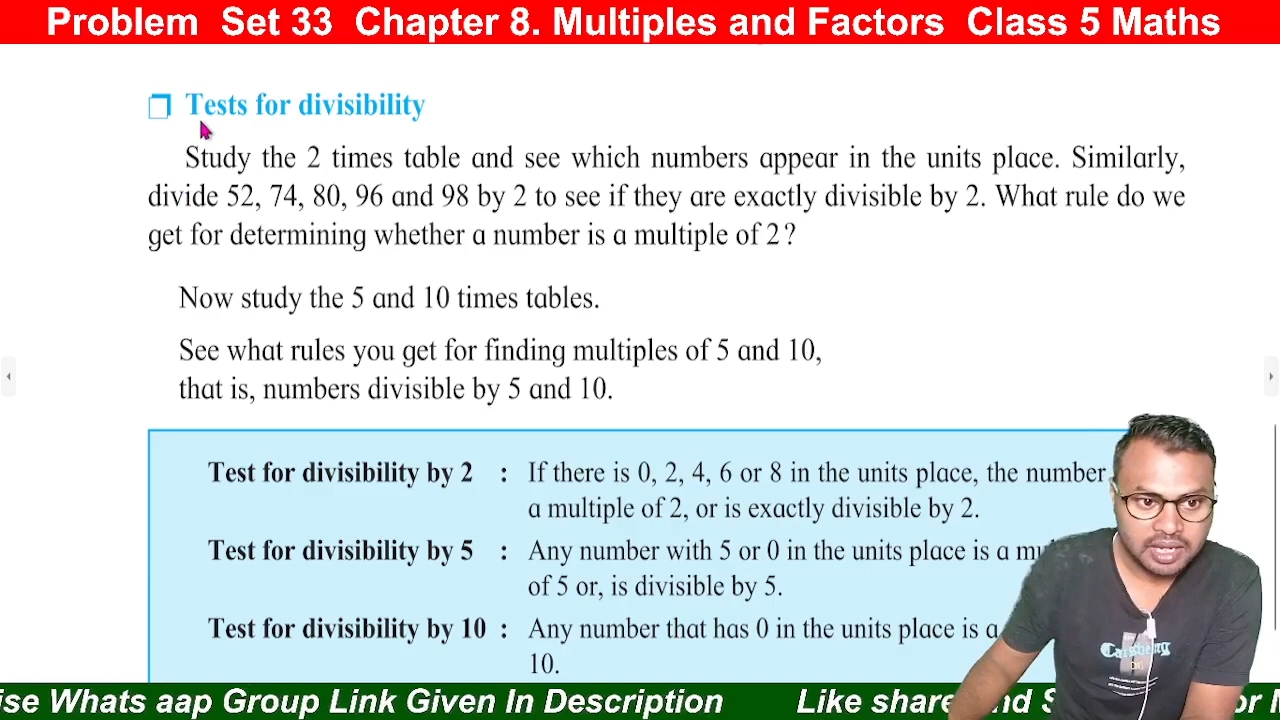 Problem Set 33 Chapter 8. Multiples and Factors Class 5 Maths
Tests for divisibility
Study the 2 times table and see which numbers appear in the units place. Similarly,
divide 52, 74, 80, 96 and 98 by 2 to see if they are exactly divisible by 2. What rule do we
get for determining whether a number is a multiple of 2?
Now study the 5 and 10 times tables.
See what rules you get for finding multiples of 5 and 10,
that is, numbers divisible by 5 and 10.
Test for divisibility by 2 : If there is 0, 2, 4, 6 or 8 in the units place, the number
a multiple of 2, or is exactly divisible by 2.
Test for divisibility by 5 : Any number with 5 or 0 in the units place is a
of 5 or, is divisible by 5.
Test for divisibility by 10 : Any number that has 0 in the units place is a
10.
Whats aap Group Link Given In Description Like share